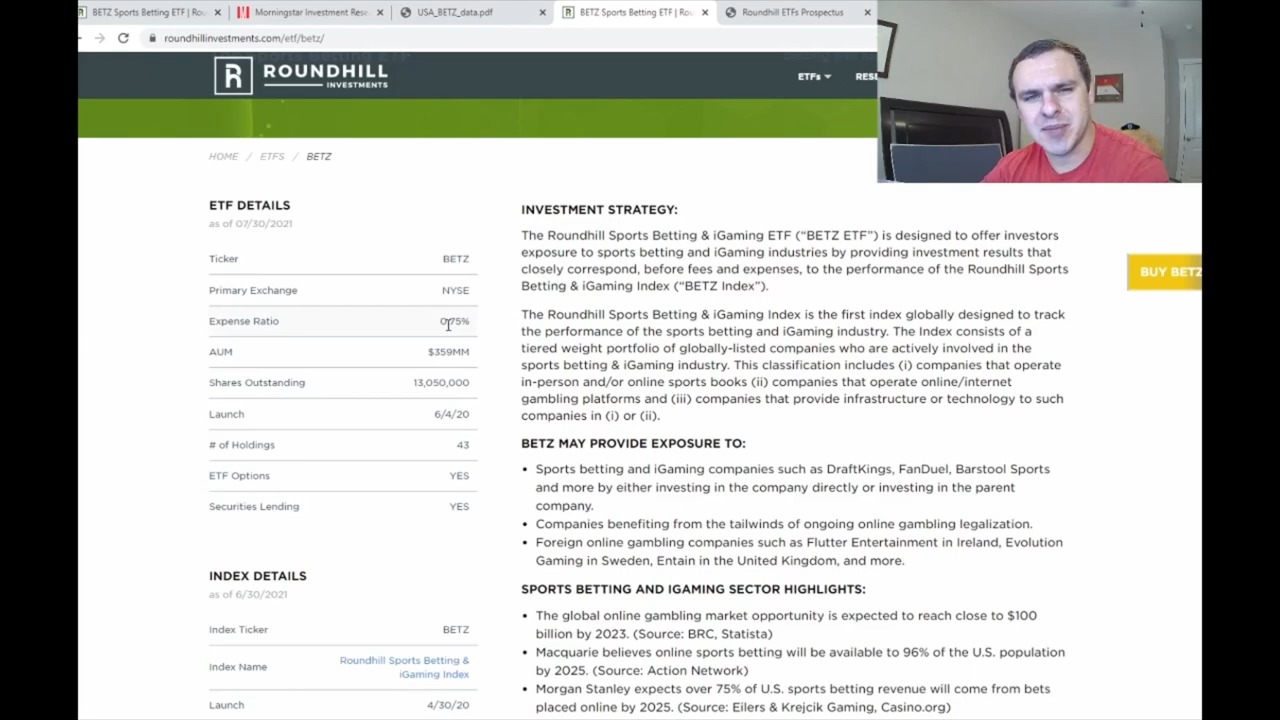 BETZ Sports Betting ETF | Rou
Morningstar Investment Rese
USA_BETZ_data.pdf
BETZ Sports Betting ETF | Rou
Roundhill ETFs Prospectus
roundhillinvestments.com/etf/betz/
ROUNDHILL
INVESTMENTS
ETFs
HOME / ETFS / BETZ
ETF DETAILS
as of 07/30/2021
Ticker BETZ
Primary Exchange NYSE
Expense Ratio 0.75%
AUM $359MM
Shares Outstanding 13,050,000
Launch 6/4/20
# of Holdings 43
ETF Options YES
Securities Lending YES
INDEX DETAILS
as of 6/30/2021
Index Ticker BETZ
Index Name Roundhill Sports Betting &
iGaming Index
Launch 4/30/20
INVESTMENT STRATEGY:
The Roundhill Sports Betting & iGaming ETF (“BETZ ETF”) is designed to offer investors
exposure to sports betting and iGaming industries by providing investment results that
closely correspond, before fees and expenses, to the performance of the Roundhill Sports
Betting & iGaming Index (“BETZ Index”).
The Roundhill Sports Betting & iGaming Index is the first index globally designed to track
the performance of the sports betting and iGaming industry. The Index consists of a
tiered weight portfolio of globally-listed companies who are actively involved in the
sports betting & iGaming industry. This classification includes (i) companies that operate
in-person and/or online sports books (ii) companies that operate online/internet
gambling platforms and (iii) companies that provide infrastructure or technology to such
companies in (i) or (ii).
BETZ MAY PROVIDE EXPOSURE TO:
• Sports betting and iGaming companies such as DraftKings, FanDuel, Barstool Sports
and more by either investing in the company directly or investing in the parent
company.
• Companies benefiting from the tailwinds of ongoing online gambling legalization.
• Foreign online gambling companies such as Flutter Entertainment in Ireland, Evolution
Gaming in Sweden, Entain in the United Kingdom, and more.
SPORTS BETTING AND IGAMING SECTOR HIGHLIGHTS:
• The global online gambling market opportunity is expected to reach close to $100
billion by 2023. (Source: BRC, Statista)
• Macquarie believes online sports betting will be available to 96% of the U.S. population
by 2025. (Source: Action Network)
• Morgan Stanley expects over 75% of U.S. sports betting revenue will come from bets
placed online by 2025. (Source: Eilers & Krejcik Gaming, Casino.org)
BUY BETZ